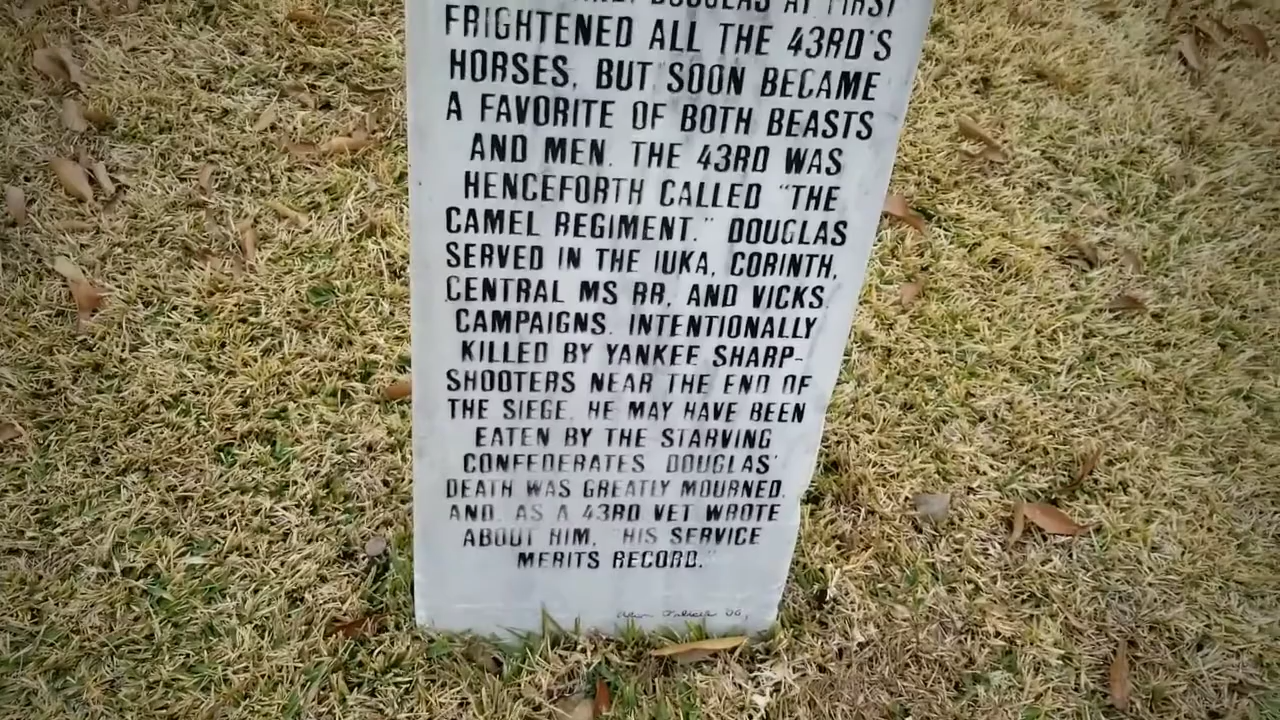 DOUGLAS AT FIRST
FRIGHTENED ALL THE 43RD'S
HORSES, BUT SOON BECAME
A FAVORITE OF BOTH BEASTS
AND MEN. THE 43RD WAS
HENCEFORTH CALLED "THE
CAMEL REGIMENT." DOUGLAS
SERVED IN THE IUKA, CORINTH,
CENTRAL MS RR, AND VICKS.
CAMPAIGNS. INTENTIONALLY
KILLED BY YANKEE SHARP-
SHOOTERS NEAR THE END OF
THE SIEGE. HE MAY HAVE BEEN
EATEN BY THE STARVING
CONFEDERATES. DOUGLAS'
DEATH WAS GREATLY MOURNED,
AND, AS A 43RD VET WROTE
ABOUT HIM, "HIS SERVICE
MERITS RECORD."